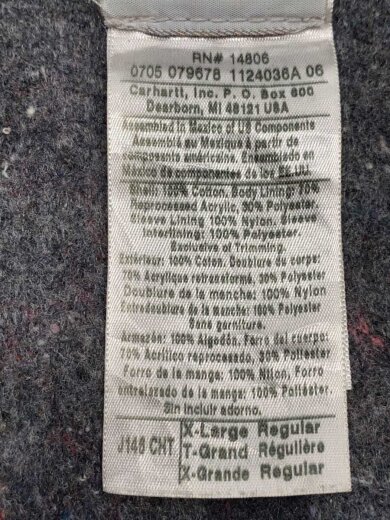 RN# 14806
0705 079678 1124036A 06
Carhartt, Inc. P.O. Box 600
Dearborn, MI 48121 USA
Assembled in Mexico of US Components
Assemblé au Mexique à partir de
composants américains. Ensamblado en
México de componentes de los EE.UU.
Shell: 100% Cotton. Body Lining: 70%
Reprocessed Acrylic, 30% Polyester.
Sleeve Lining 100% Nylon. Sleeve
Interlining: 100% Polyester.
Exclusive of Trimming.
Extérieur: 100% Coton. Doublure du corps:
70% Acrylique retransformé, 30% Polyester
Doublure de la manche: 100% Nylon
Entredoublure de la manche: 100% Polyester
Sans garniture.
Armazón: 100% Algodón, Forro del cuerpo:
70% Acrílico reprocesado, 30% Poliéster
Forro de la manga: 100% Nilon, Forro
entrelazado de la manga: 100% Poliéster.
Sin incluir adorno.
J146 CHT
X-Large Regular
T-Grand Régulière
X-Grande Regular